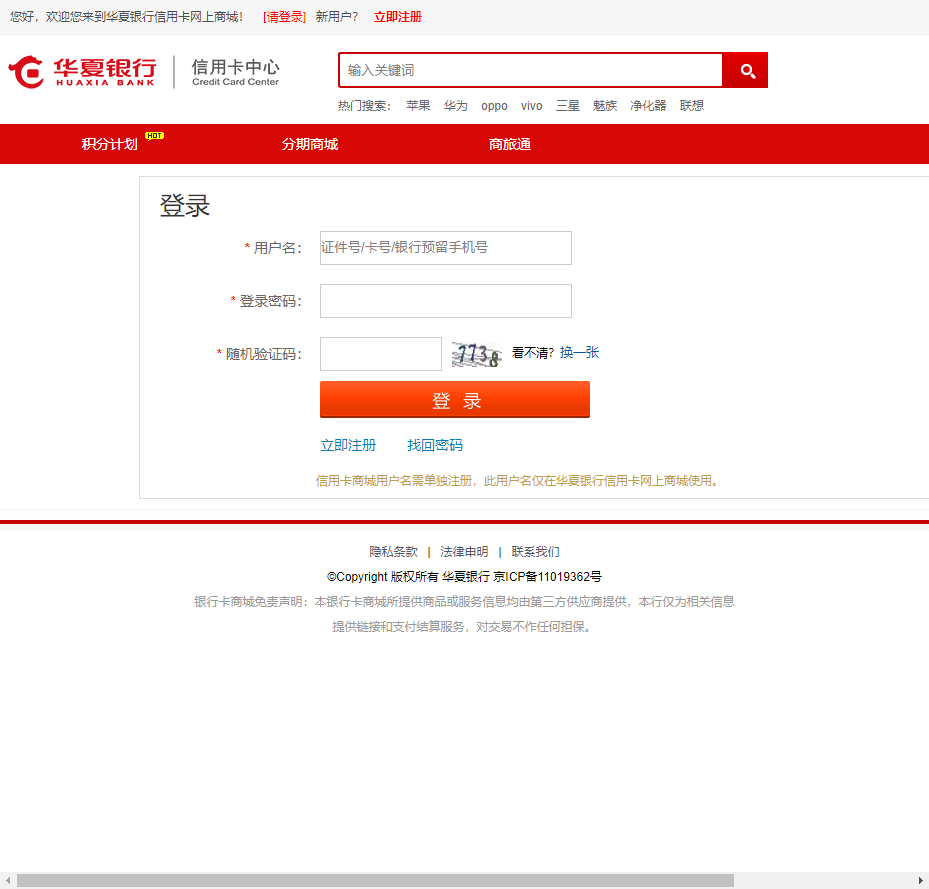 您好，欢迎您来到华夏银行信用卡网上商城！ [请登录] 新用户？ 立即注册
华夏银行 信用卡中心
HUAXIA BANK Credit Card Center
输入关键词
热门搜索： 苹果 华为 oppo vivo 三星 魅族 净化器 联想
积分计划 HOT 分期商城 商旅通
登录
* 用户名： 证件号/卡号/银行预留手机号
* 登录密码：
* 随机验证码： 7738 看不清？ 换一张
登 录
立即注册 找回密码
信用卡商城用户名需单独注册，此用户名仅在华夏银行信用卡网上商城使用。
隐私条款 | 法律申明 | 联系我们
©Copyright 版权所有 华夏银行 京ICP备11019362号
银行卡商城免责声明：本银行卡商城所提供商品或服务信息均由第三方供应商提供，本行仅为相关信息
提供链接和支付结算服务，对交易不作任何担保。